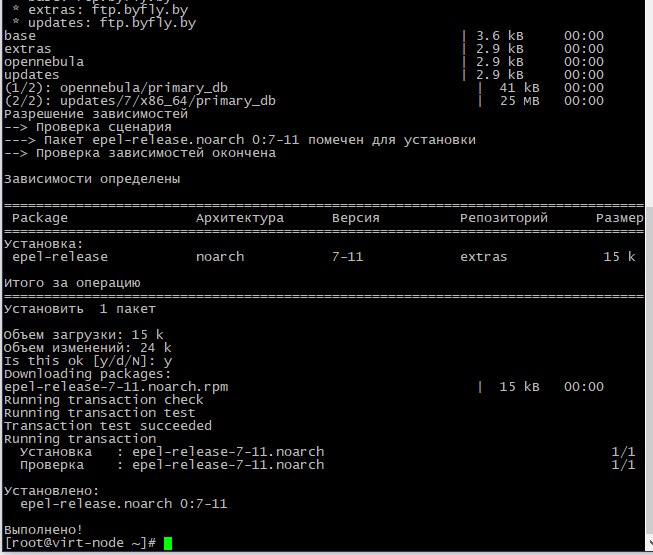 * extras: ftp.byfly.by
* updates: ftp.byfly.by
base | 3.6 kB 00:00
extras | 2.9 kB 00:00
opennebula | 2.9 kB 00:00
updates | 2.9 kB 00:00
(1/2): opennebula/primary_db | 41 kB 00:00
(2/2): updates/7/x86_64/primary_db | 25 MB 00:00
Разрешение зависимостей
--> Проверка сценария
---> Пакет epel-release.noarch 0:7-11 помечен для установки
--> Проверка зависимостей окончена
Зависимости определены
================================================================================
Package Архитектура Версия Репозиторий Размер
================================================================================
Установка:
epel-release noarch 7-11 extras 15 k
Итого за операцию
================================================================================
Установить 1 пакет
Объем загрузки: 15 k
Объем изменений: 24 k
Is this ok [y/d/N]: y
Downloading packages:
epel-release-7-11.noarch.rpm | 15 kB 00:00
Running transaction check
Running transaction test
Transaction test succeeded
Running transaction
Установка : epel-release-7-11.noarch 1/1
Проверка : epel-release-7-11.noarch 1/1
Установлено:
epel-release.noarch 0:7-11
Выполнено!
[root@virt-node ~]#